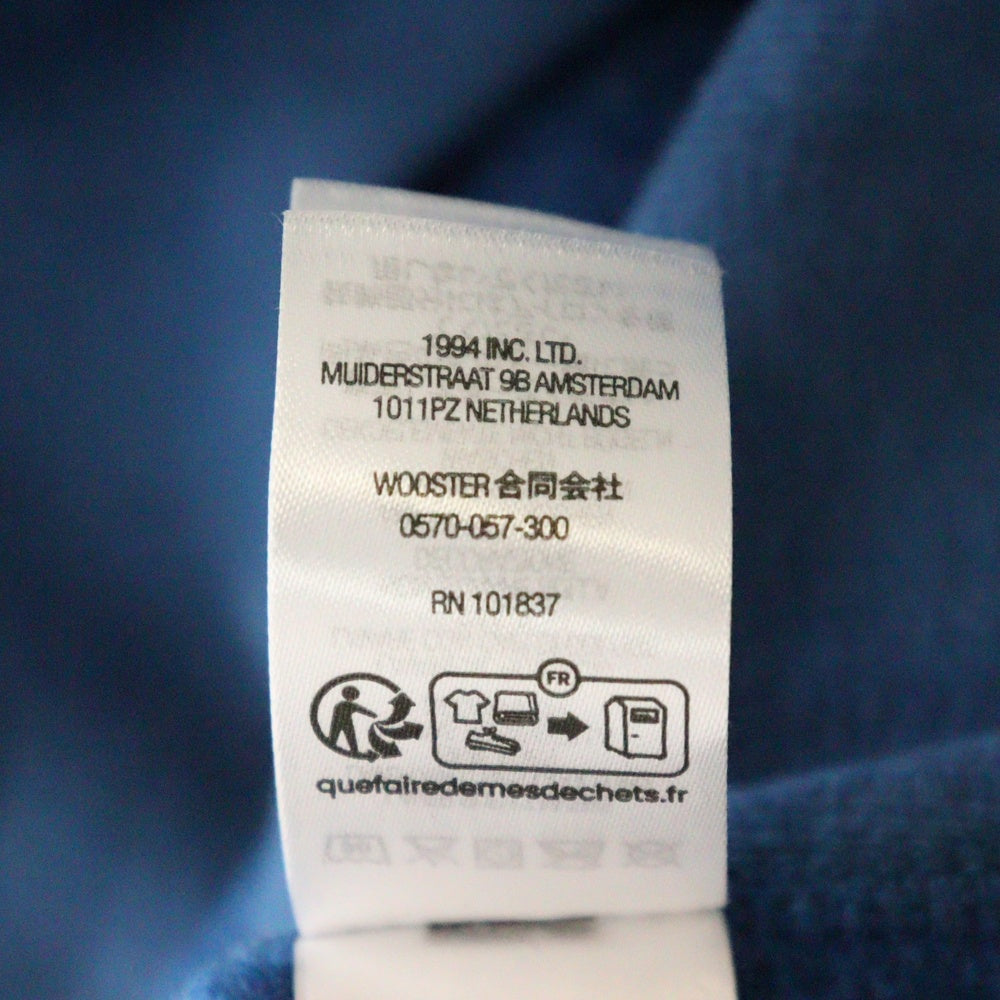 1994 INC. LTD.
MUIDERSTRAAT 9B AMSTERDAM
1011PZ NETHERLANDS
WOOSTER 合同会社
0570-057-300
RN 101837
FR
quefairedemesdechets.fr